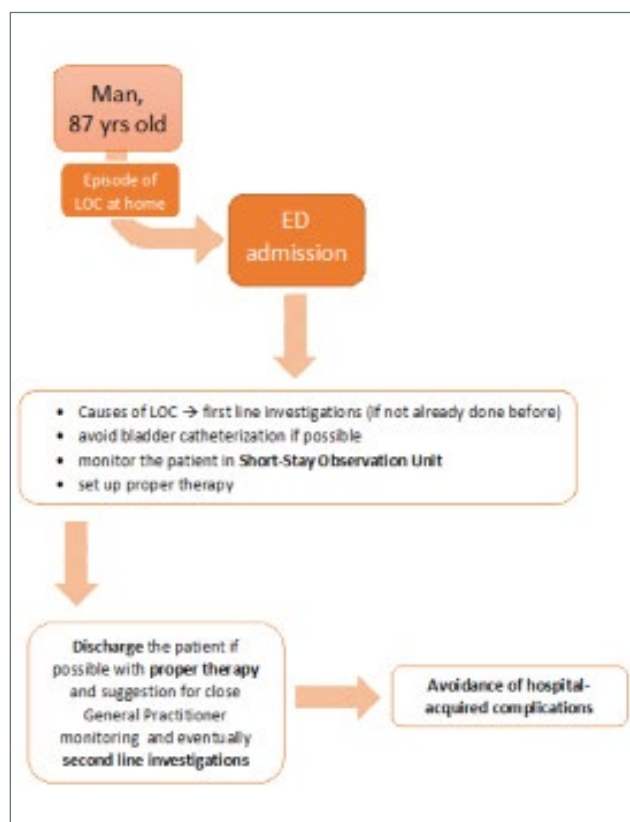 Man,
87 yrs old
Episode of
LOC at home
ED
admission
• Causes of LOC → first line investigations (if not already done before)
• avoid bladder catheterization if possible
• monitor the patient in Short-Stay Observation Unit
• set up proper therapy
Discharge the patient if
possible with proper therapy
and suggestion for close
General Practitioner
monitoring and eventually
second line investigations
Avoidance of hospital-
acquired complications